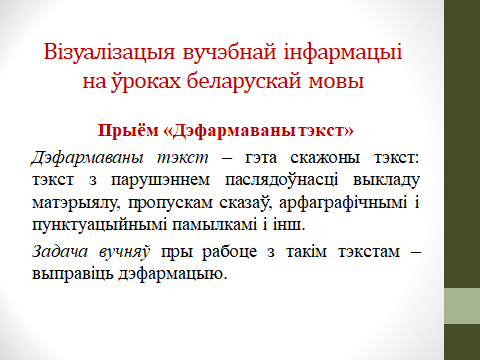 Візуалізацыя вучэбнай інфармацыі
на ўроках беларускай мовы
Прыём «Дэфармаваны тэкст»
Дэфармаваны тэкст – гэта скажоны тэкст:
тэкст з парушэннем паслядоўнасці выкладу
матэрыялу, пропускам сказаў, арфаграфічнымі і
пунктуацыйнымі памылкамі і інш.
Задача вучняў пры рабоце з такім тэкстам –
выправіць дэфармацыю.